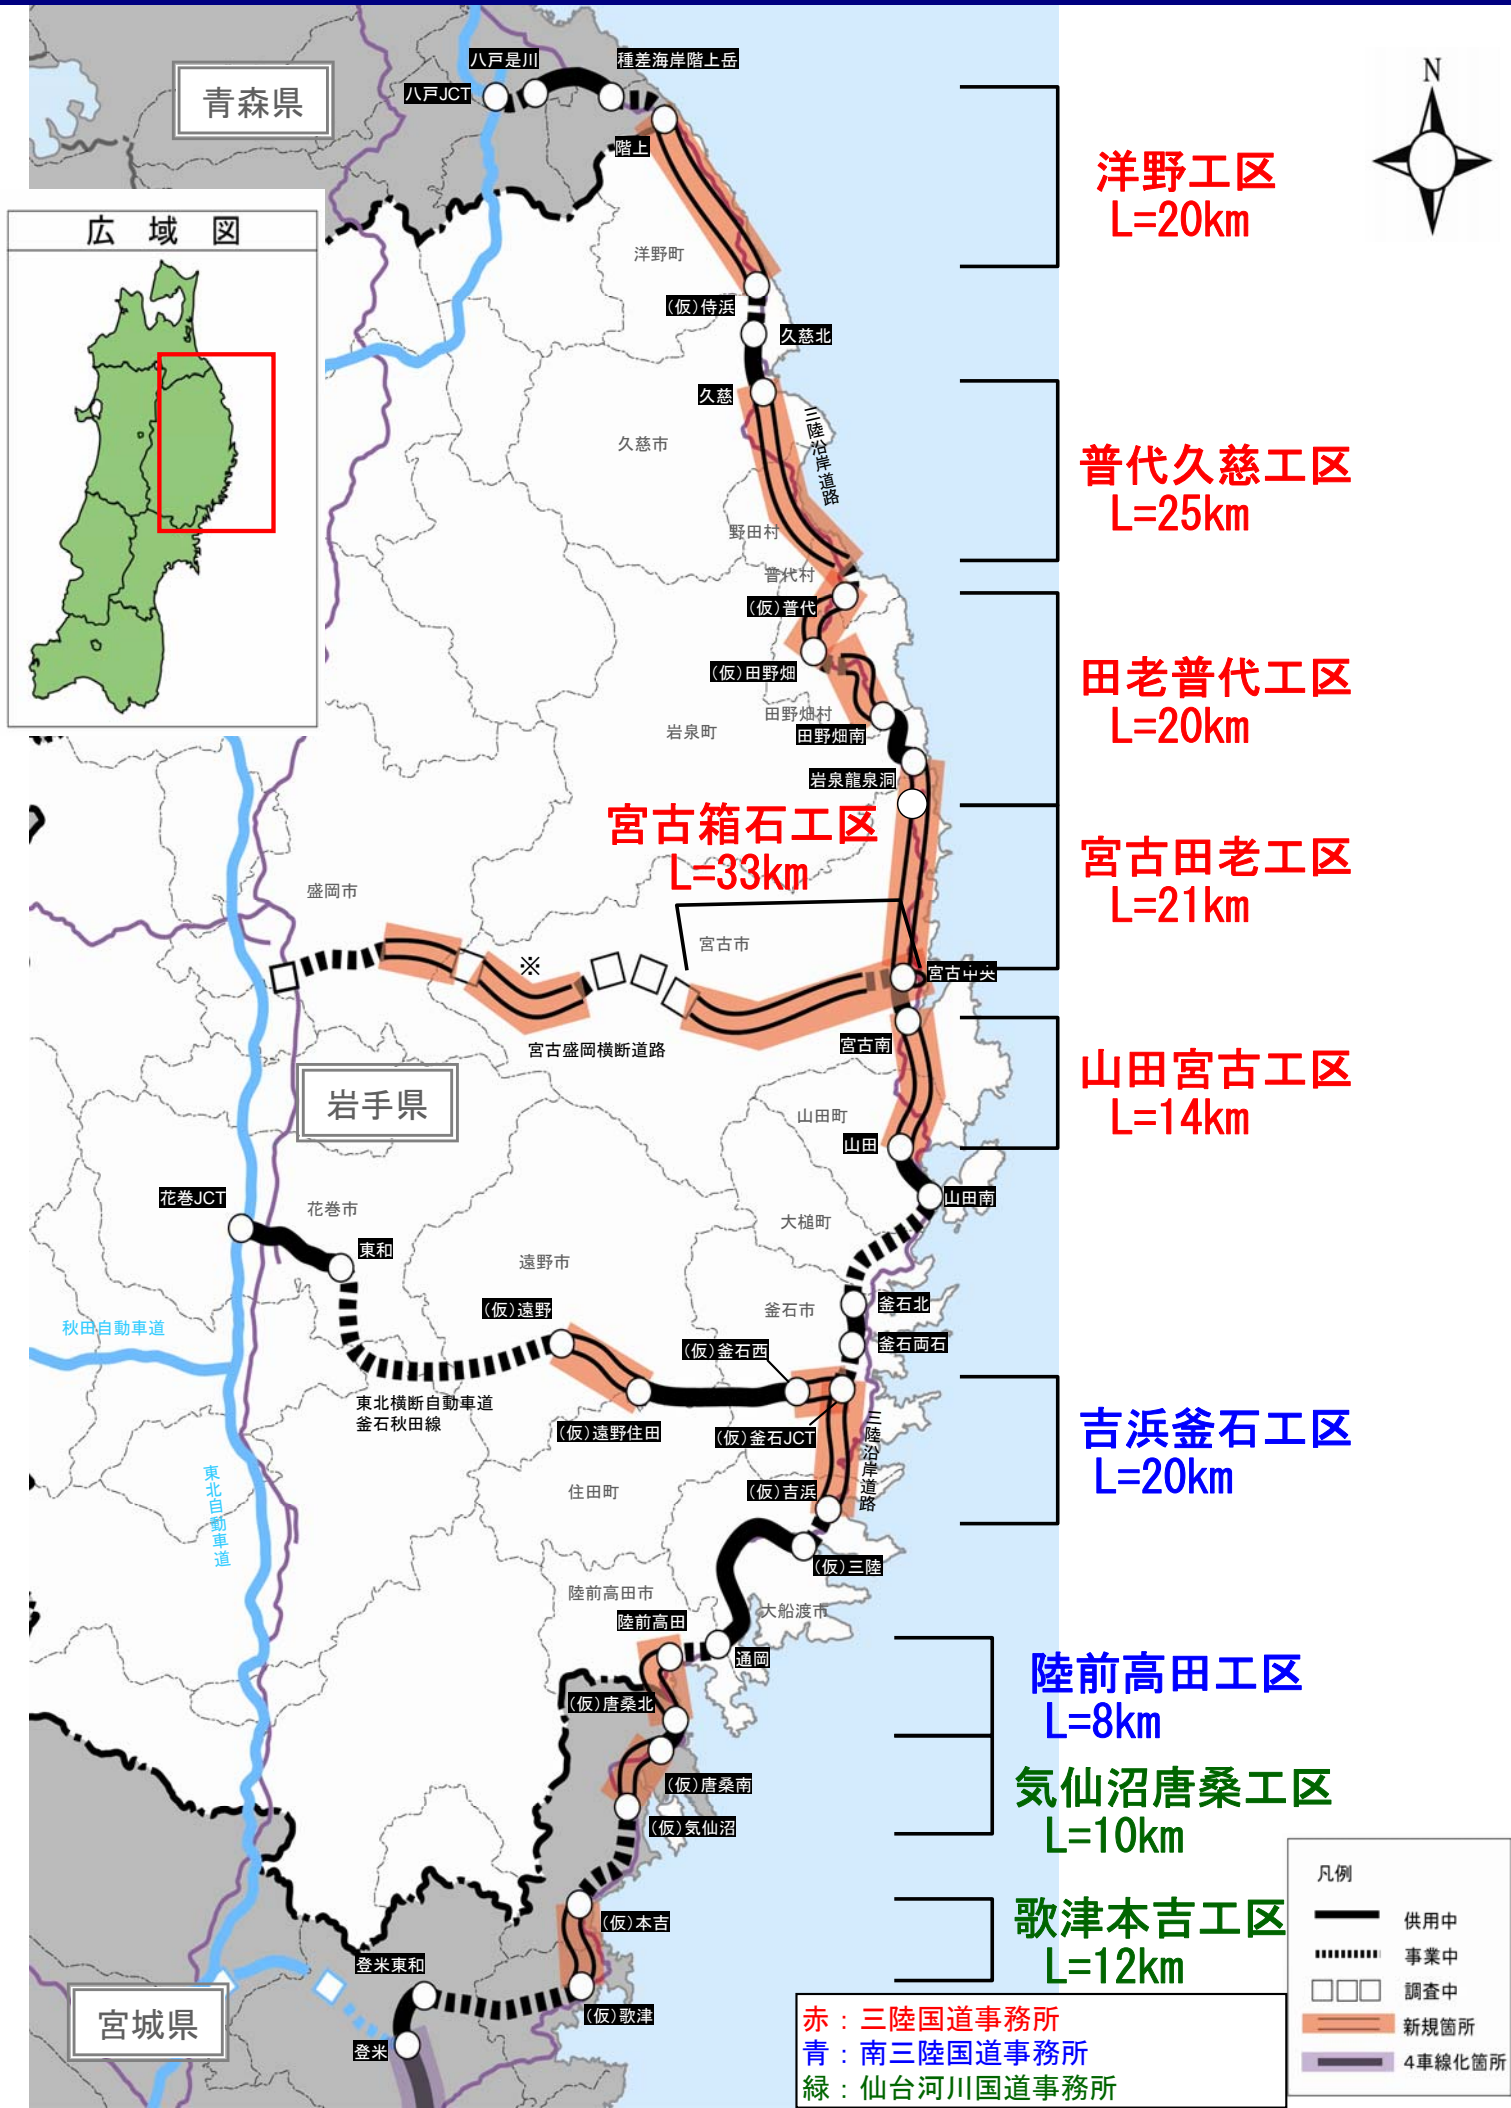 八戸是川
種差海岸階上岳
八戸JCT
青森県
階上
N
洋野工区
L=20km
広 域 図
洋野町
(仮)侍浜
久慈北
久慈
久慈市
三陸沿岸道路
普代久慈工区
L=25km
野田村
普代村
(仮)普代
(仮)田野畑
田野畑村
田野畑南
岩泉町
岩泉龍泉洞
田老普代工区
L=20km
宮古箱石工区
L=33km
宮古田老工区
L=21km
盛岡市
宮古市
※
宮古中央
宮古盛岡横断道路
宮古南
岩手県
山田宮古工区
L=14km
山田町
山田
山田南
花巻JCT
花巻市
東和
大槌町
遠野市
(仮)遠野
釜石市
釜石北
釜石両石
秋田自動車道
(仮)釜石西
東北横断自動車道
釜石秋田線
(仮)遠野住田
(仮)釜石JCT
三陸沿岸道路
吉浜釜石工区
L=20km
東北自動車道
住田町
(仮)吉浜
(仮)三陸
陸前高田市
大船渡市
陸前高田
通岡
陸前高田工区
L=8km
(仮)唐桑北
(仮)唐桑南
(仮)気仙沼
気仙沼唐桑工区
L=10km
(仮)本吉
歌津本吉工区
L=12km
登米東和
(仮)歌津
宮城県
登米
赤：三陸国道事務所
青：南三陸国道事務所
緑：仙台河川国道事務所
凡例
供用中
事業中
調査中
新規箇所
4車線化箇所